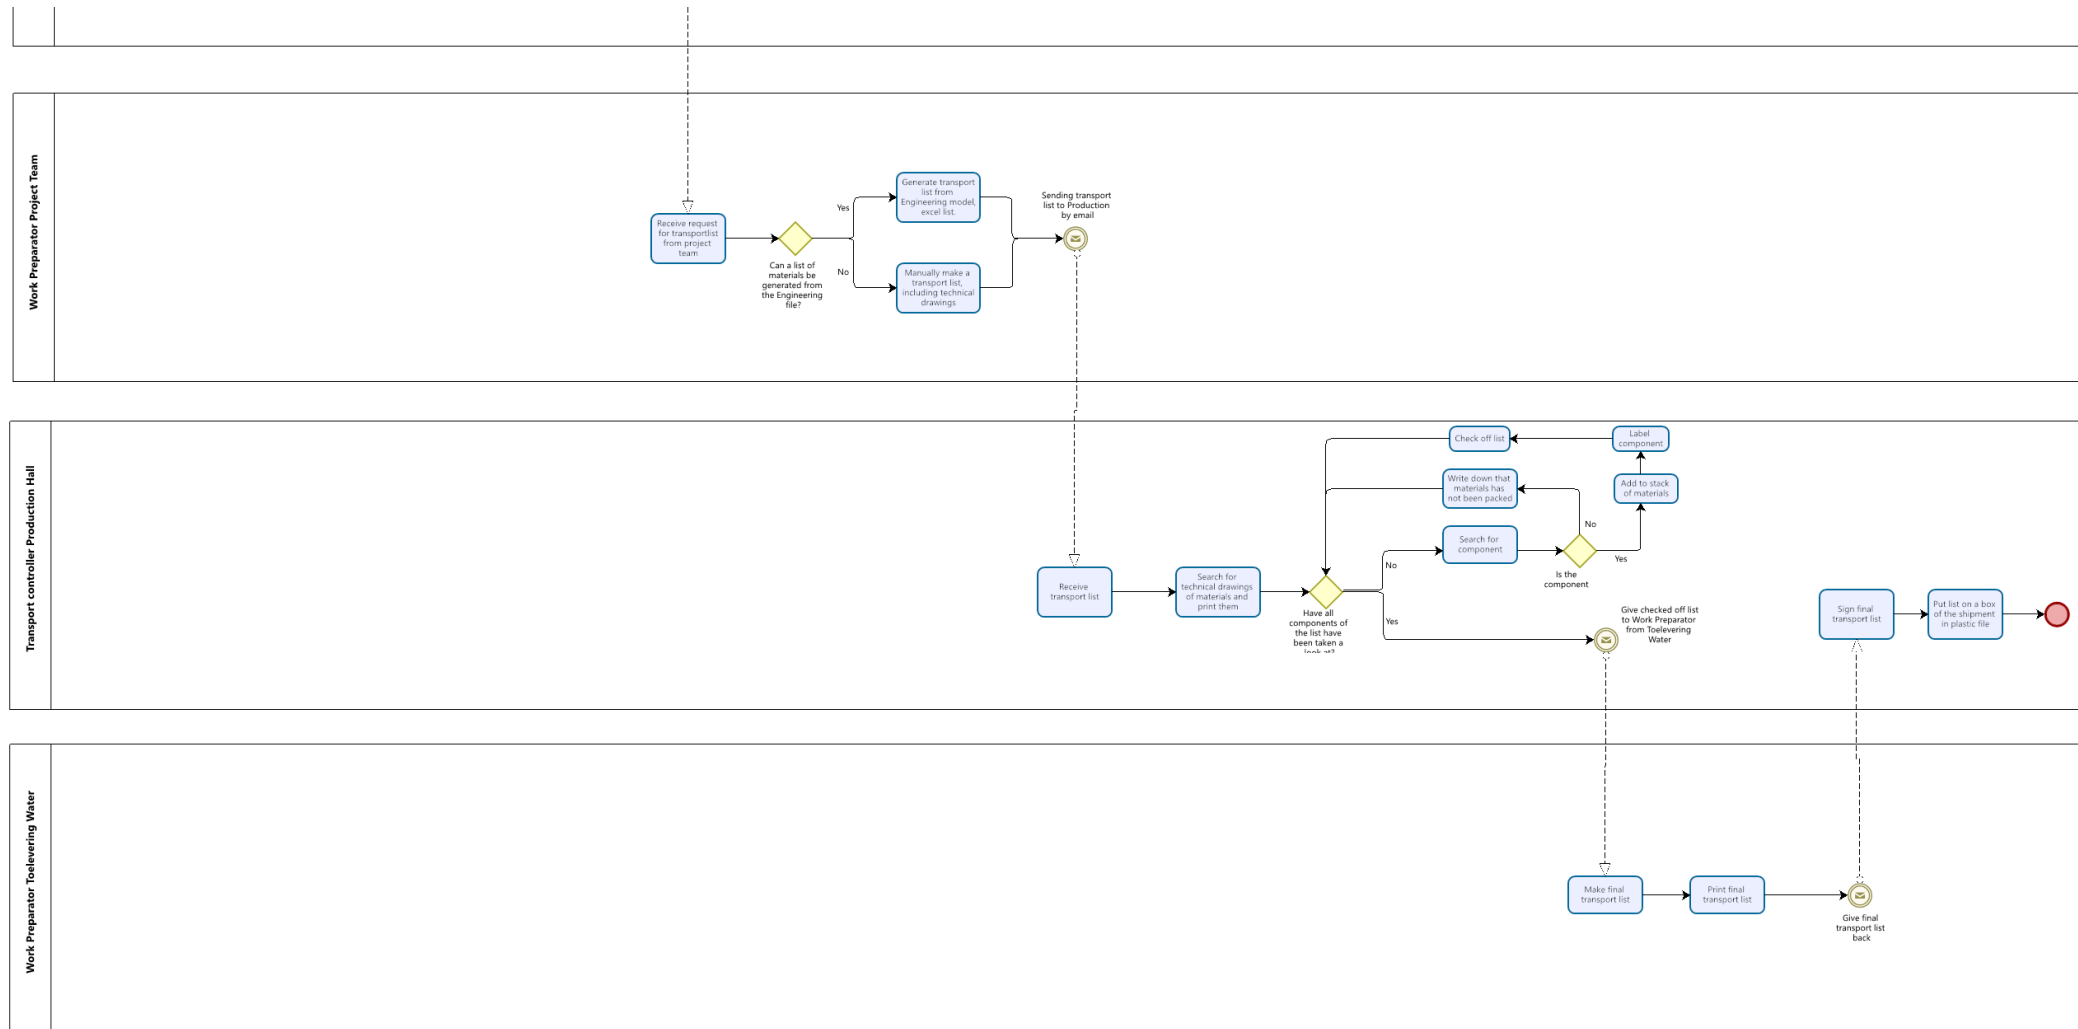 Work Preparator Project Team
Receive request
for transportlist
from project
team
Can a list of
materials be
generated from
the Engineering
file?
Yes
No
Generate transport
list from
Engineering model,
excel list.
Manually make a
transport list,
including technical
drawings
Sending transport
list to Production
by email
Transport controller Production Hall
Receive
transport list
Search for
technical drawings
of materials and
print them
Have all
components of
the list have
been taken a
look at?
No
Yes
Check off list
Write down that
materials has
not been packed
Search for
component
Is the
component
No
Yes
Label
component
Add to stack
of materials
Give checked off list
to Work Preparator
from Toelevering
Water
Sign final
transport list
Put list on a box
of the shipment
in plastic file
Work Preparator Toelevering Water
Make final
transport list
Print final
transport list
Give final
transport list
back